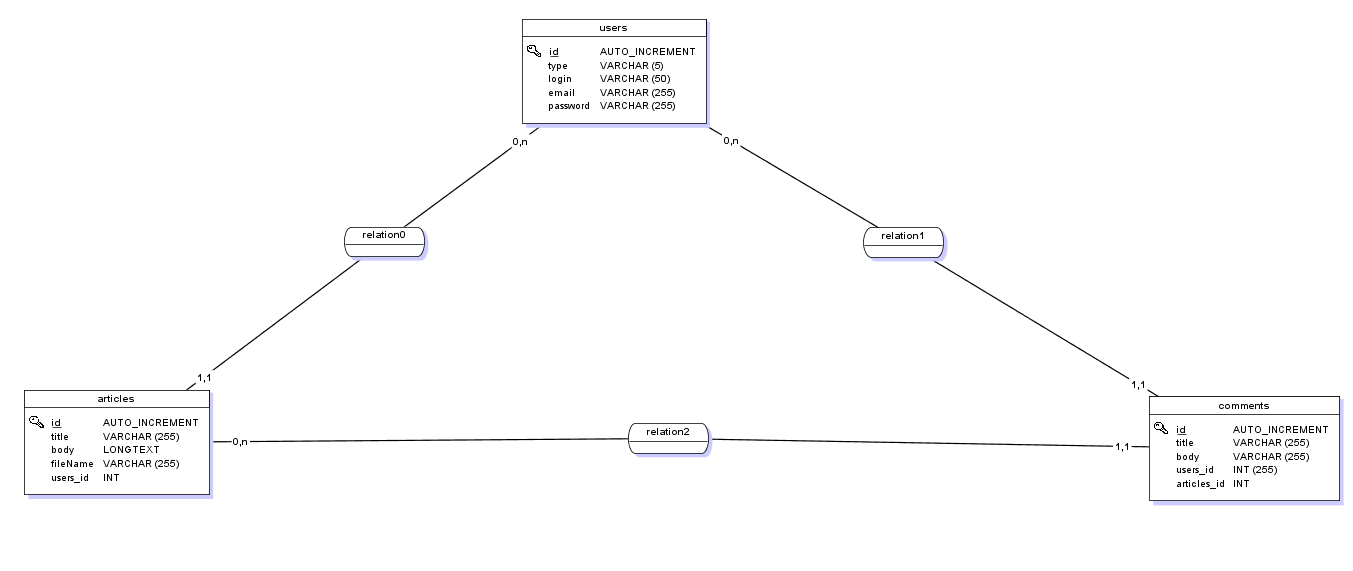 users
id AUTO_INCREMENT
type VARCHAR (5)
login VARCHAR (50)
email VARCHAR (255)
password VARCHAR (255)
0,n
0,n
relation0
relation1
1,1
1,1
articles
id AUTO_INCREMENT
title VARCHAR (255)
body LONGTEXT
fileName VARCHAR (255)
users_id INT
0,n
relation2
1,1
comments
id AUTO_INCREMENT
title VARCHAR (255)
body VARCHAR (255)
users_id INT (255)
articles_id INT